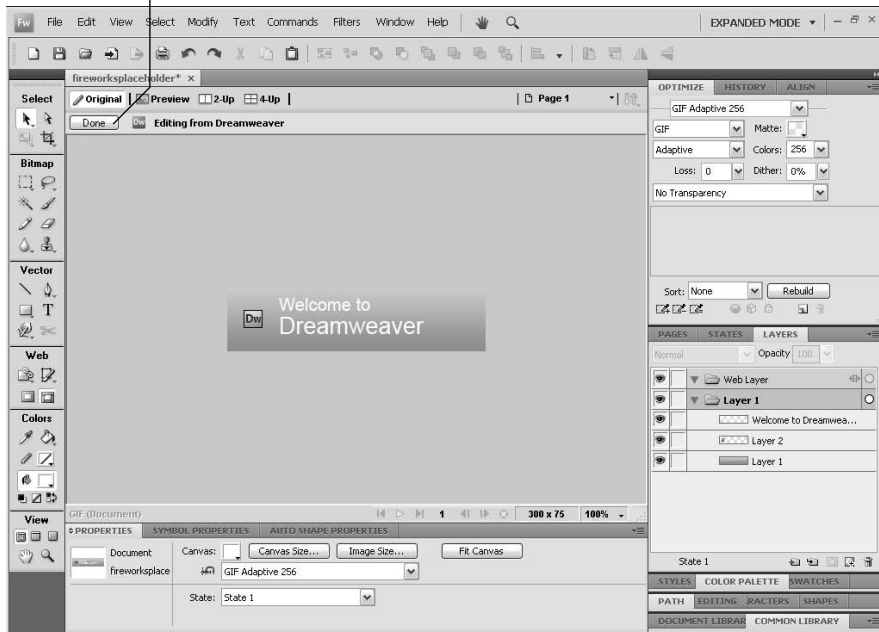 Fw File Edit View Select Modify Text Commands Filters Window Help EXPANDED MODE
fireworksplaceholder* ×
Original Preview 2-Up 4-Up Page 1
Done Dw Editing from Dreamweaver
Select
Bitmap
Vector
T
Web
Colors
View
Dw
Welcome to
Dreamweaver
GIF (Document) 1 300 x 75 100%
PROPERTIES SYMBOL PROPERTIES AUTO SHAPE PROPERTIES
Document Canvas: Canvas Size... Image Size... Fit Canvas
fireworksplace GIF Adaptive 256
State: State 1
OPTIMIZE HISTORY ALIGN
GIF Adaptive 256
GIF Matte:
Adaptive Colors: 256
Loss: 0 Dither: 0%
No Transparency
Sort: None Rebuild
PAGES STATES LAYERS
Normal Opacity 100
Web Layer
Layer 1
Welcome to Dreamwea...
Layer 2
Layer 1
State 1
STYLES COLOR PALETTE SWATCHES
PATH EDITING RACTERS SHAPES
DOCUMENT LIBRAR COMMON LIBRARY